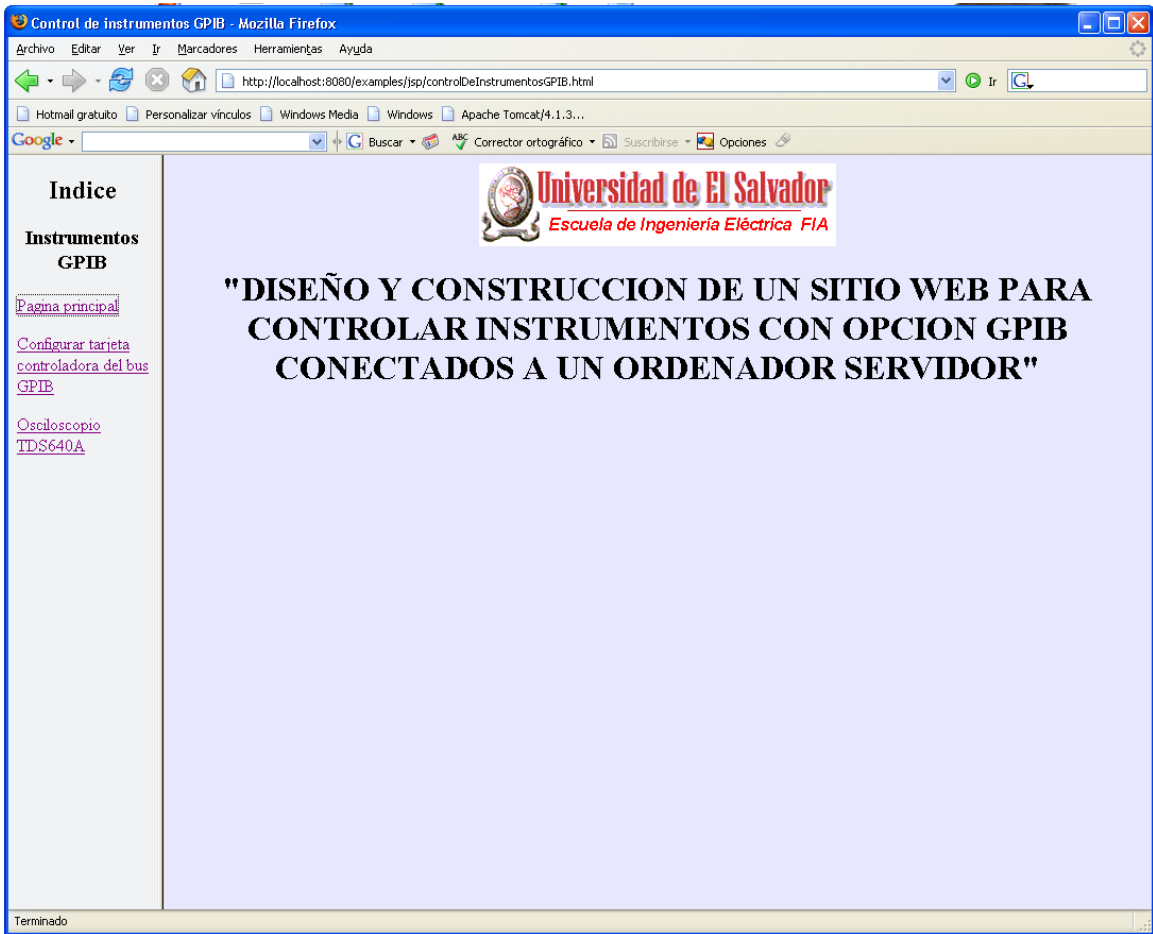 Control de instrumentos GPIB - Mozilla Firefox
Archivo Editar Ver Ir Marcadores Herramientas Ayuda
http://localhost:8080/examples/jsp/controlDeInstrumentosGPIB.html Ir G
Hotmail gratuito Personalizar vínculos Windows Media Windows Apache Tomcat/4.1.3...
Google G Buscar ABC Corrector ortográfico Suscribirse Opciones
Indice
Instrumentos
GPIB
Pagina principal
Configurar tarjeta
controladora del bus
GPIB
Osciloscopio
TDS640A
Universidad de El Salvador
Escuela de Ingeniería Eléctrica FIA
"DISEÑO Y CONSTRUCCION DE UN SITIO WEB PARA
CONTROLAR INSTRUMENTOS CON OPCION GPIB
CONECTADOS A UN ORDENADOR SERVIDOR"
Terminado